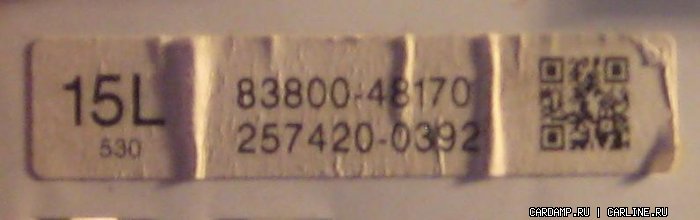 15L
530
83800-48170
257420-0392
CARDAMP.RU | CARLINE.RU